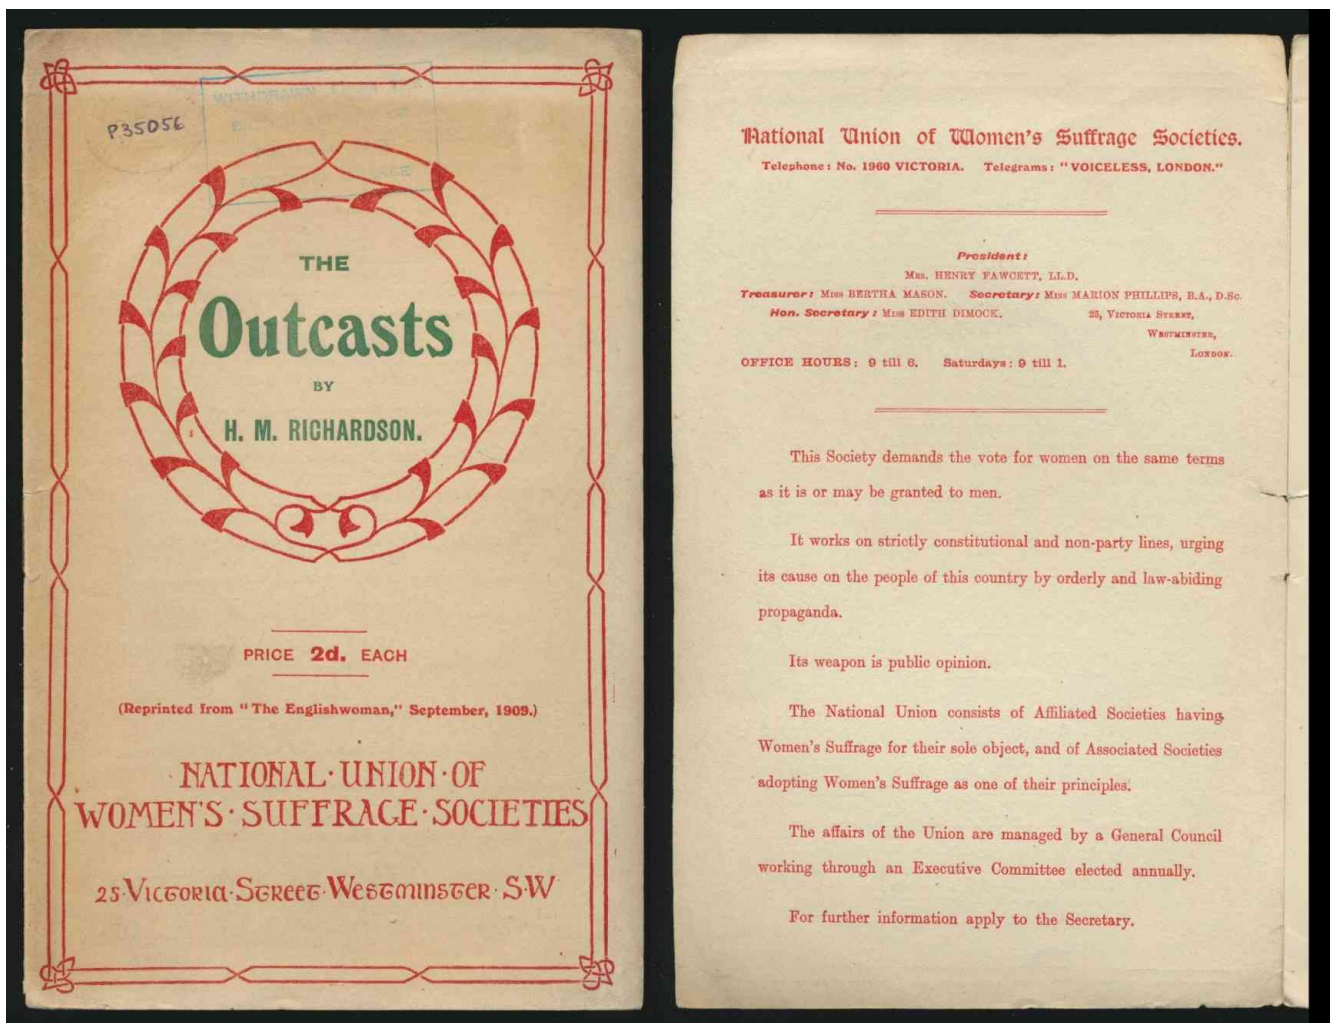 P35056
WITHDRAWN
THE
Outcasts
BY
H. M. RICHARDSON.
PRICE 2d. EACH
(Reprinted from "The Englishwoman," September, 1909.)
NATIONAL·UNION·OF
WOMEN'S·SUFFRAGE·SOCIETIES
25·Victoria·Street·Westminster·S·W
National Union of Women's Suffrage Societies.
Telephone: No. 1960 VICTORIA. Telegrams: "VOICELESS, LONDON."
President:
Mrs. HENRY FAWCETT, LL.D.
Treasurer: Miss BERTHA MASON. Secretary: Miss MARION PHILLIPS, B.A., D.Sc.
Hon. Secretary: Miss EDITH DIMOCK. 25, Victoria Street,
Westminster,
London.
OFFICE HOURS: 9 till 6. Saturdays: 9 till 1.
This Society demands the vote for women on the same terms
as it is or may be granted to men.
It works on strictly constitutional and non-party lines, urging
its cause on the people of this country by orderly and law-abiding
propaganda.
Its weapon is public opinion.
The National Union consists of Affiliated Societies having
Women's Suffrage for their sole object, and of Associated Societies
adopting Women's Suffrage as one of their principles.
The affairs of the Union are managed by a General Council
working through an Executive Committee elected annually.
For further information apply to the Secretary.